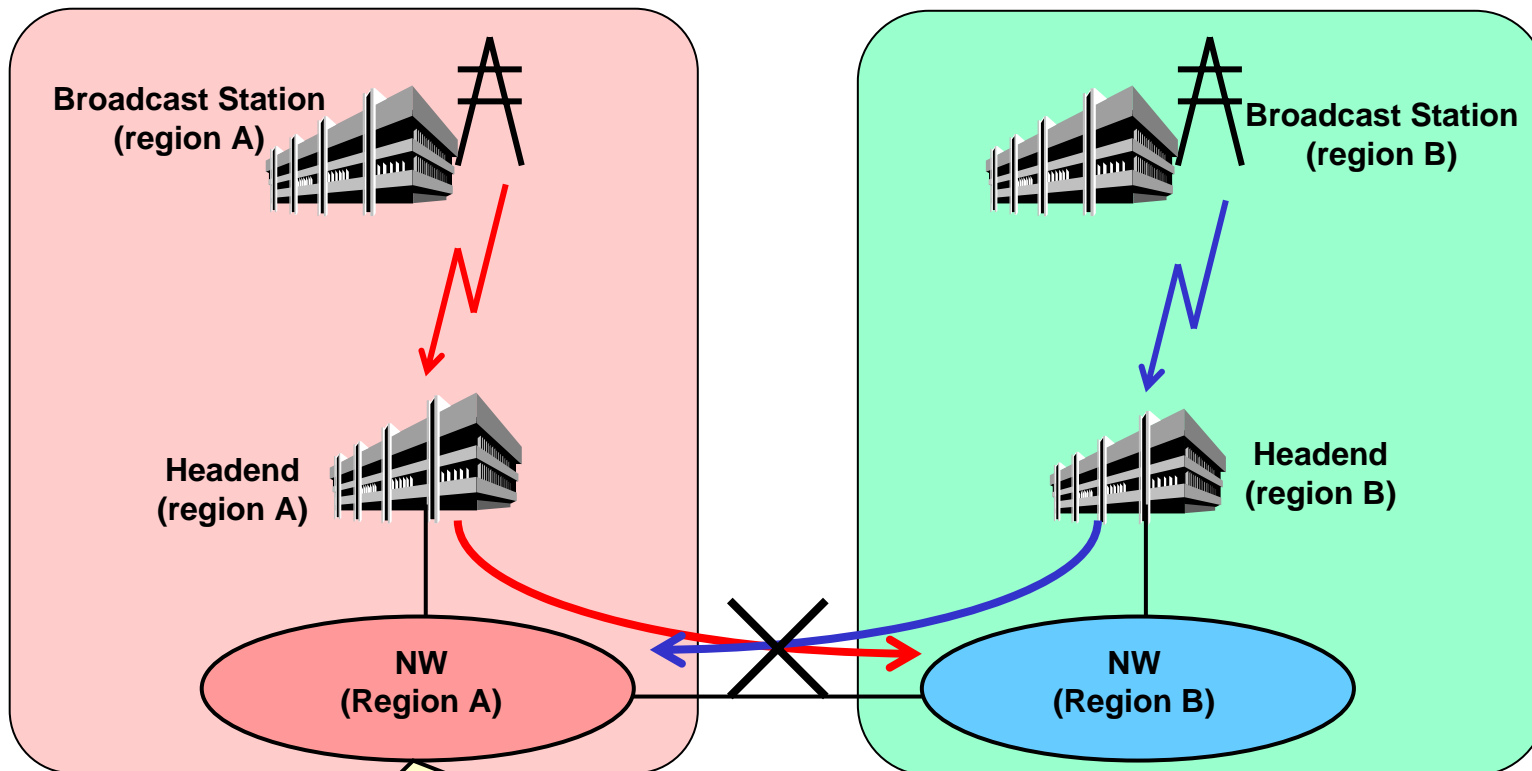 Broadcast Station
(region A)
Broadcast Station
(region B)
Headend
(region A)
Headend
(region B)
NW
(Region A)
NW
(Region B)